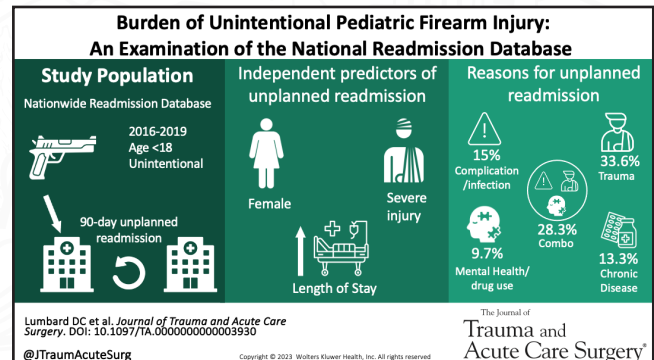 Burden of Unintentional Pediatric Firearm Injury:
An Examination of the National Readmission Database
Study Population
Nationwide Readmission Database
2016-2019
Age <18
Unintentional
90-day unplanned
readmission
Independent predictors of
unplanned readmission
Female
Severe
injury
Length of Stay
Reasons for unplanned
readmission
15%
Complication
/infection
33.6%
Trauma
28.3%
Combo
9.7%
Mental Health/
drug use
13.3%
Chronic
Disease
Lumbard DC et al. Journal of Trauma and Acute Care
Surgery. DOI: 10.1097/TA.0000000000003930
@JTraumAcuteSurg
Copyright © 2023 Wolters Kluwer Health, Inc. All rights reserved
The Journal of
Trauma and
Acute Care Surgery®